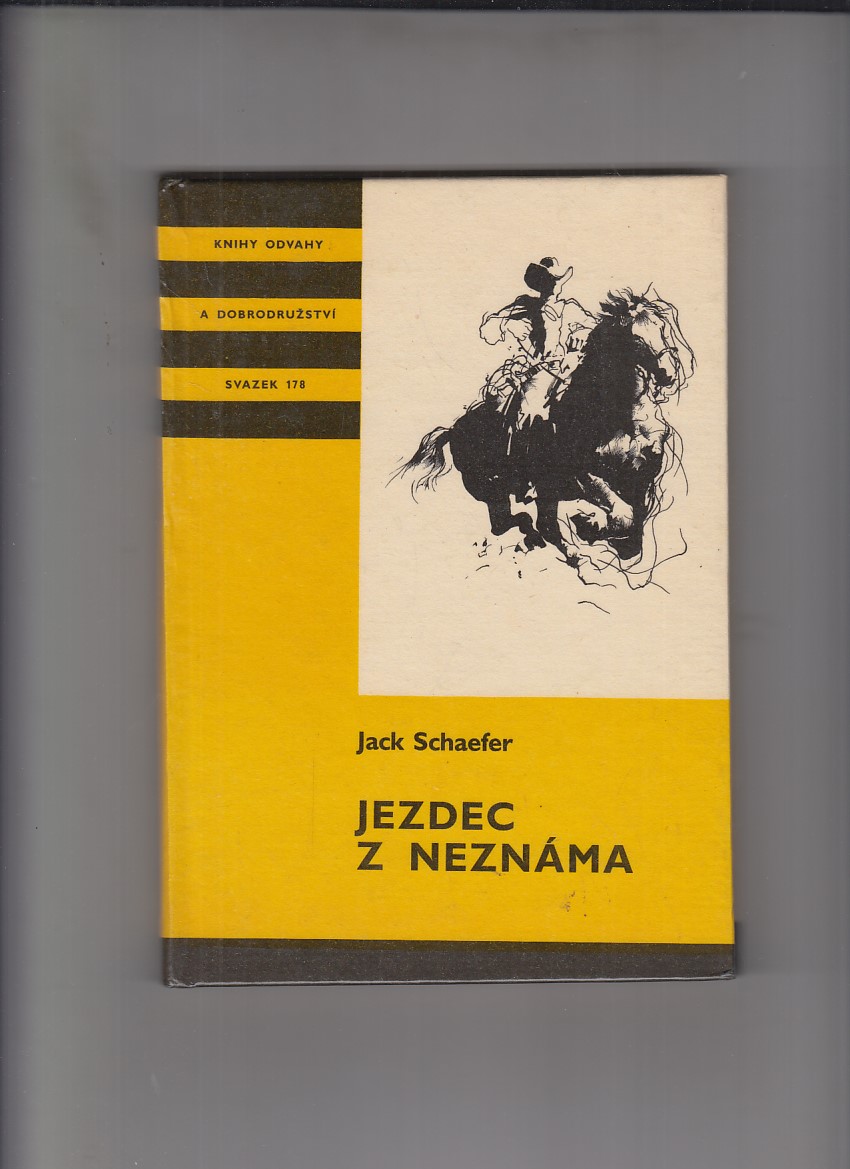 KNIHY ODVAHY
A DOBRODRUŽSTVÍ
SVAZEK 178
Jack Schaefer
JEZDEC
Z NEZNÁMA